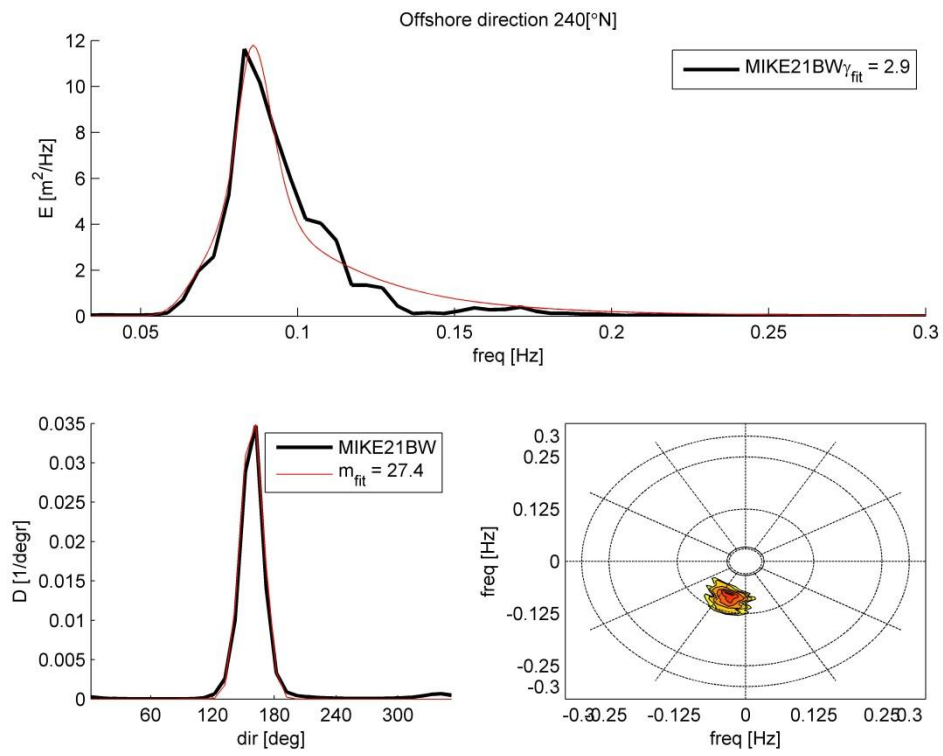 Offshore direction 240[°N]
12
10
8
6
4
2
0
E [m²/Hz]
MIKE21BWγfit = 2.9
0.05 0.1 0.15 0.2 0.25 0.3
freq [Hz]
0.035
0.03
0.025
0.02
0.015
0.01
0.005
0
D [1/degr]
MIKE21BW
mfit = 27.4
60 120 180 240 300
dir [deg]
0.3
0.25
0.125
0
-0.125
-0.25
-0.3
freq [Hz]
-0.3-0.25 -0.125 0 0.125 0.25 0.3
freq [Hz]